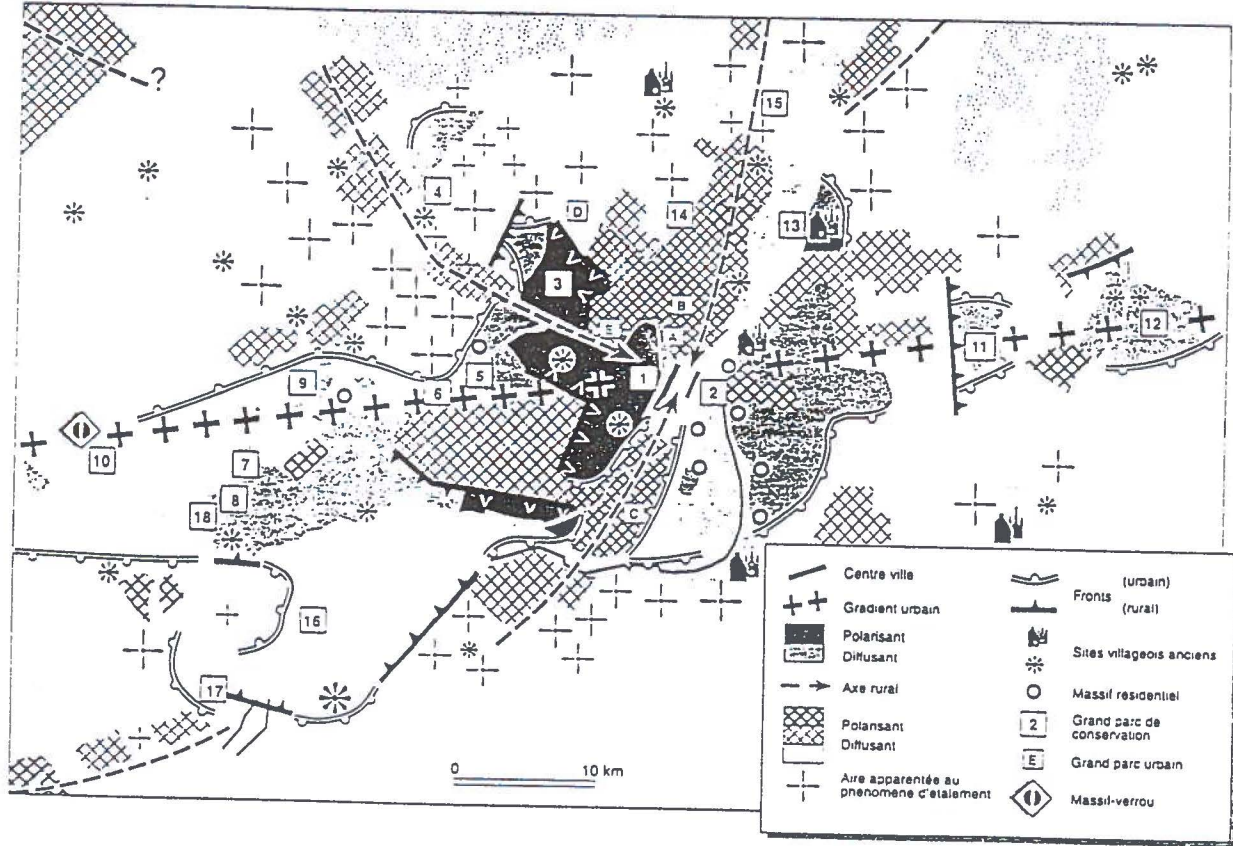 ?
15
4
D
14
13
3
B
E
12
11
5
1
9
6
2
10
7
8
18
C
16
17
0 10 km
Centre ville
Gradient urbain
Polarisant
Diffusant
Axe rural
Polarisant
Diffusant
Aire apparentée au
phénomène d'étalement
(urbain)
Fronts
(rural)
Sites villageois anciens
Massif résidentiel
2
Grand parc de
conservation
E
Grand parc urbain
Massif-verrou